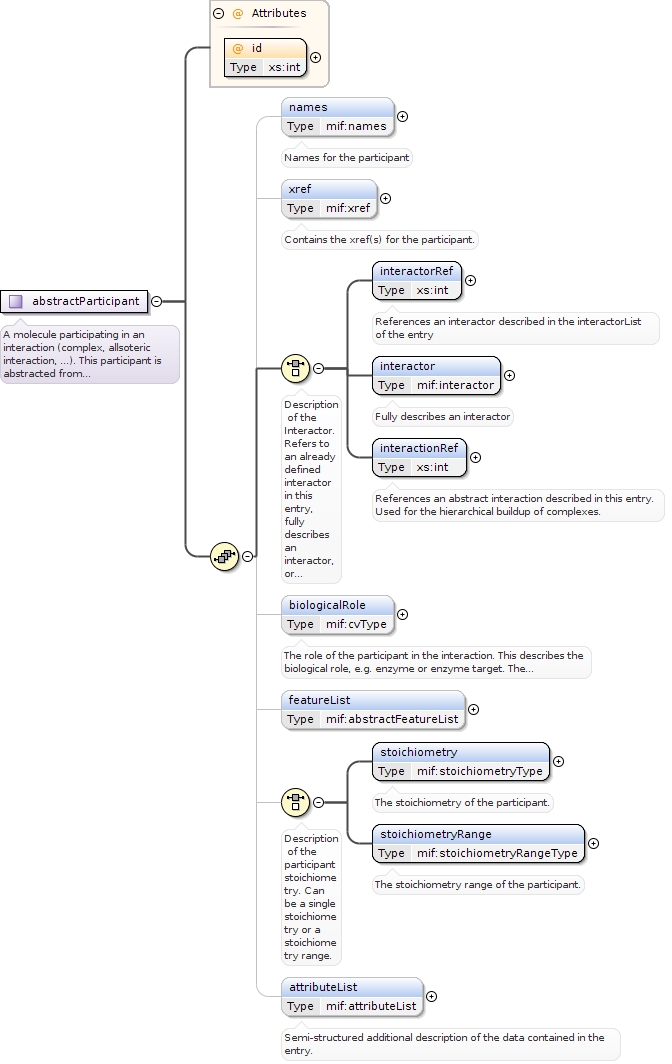 @ Attributes
@ id
Type xs:int
names
Type mif:names
Names for the participant
xref
Type mif:xref
Contains the xref(s) for the participant.
abstractParticipant
A molecule participating in an
interaction (complex, allsoteric
interaction, ...). This participant is
abstracted from...
interactorRef
Type xs:int
References an interactor described in the interactorList
of the entry
interactor
Type mif:interactor
Fully describes an interactor
interactionRef
Type xs:int
References an abstract interaction described in this entry.
Used for the hierarchical buildup of complexes.
Description
of the
Interactor.
Refers to
an already
defined
interactor
in this
entry,
fully
describes
an
interactor,
or...
biologicalRole
Type mif:cvType
The role of the participant in the interaction. This describes the
biological role, e.g. enzyme or enzyme target. The...
featureList
Type mif:abstractFeatureList
stoichiometry
Type mif:stoichiometryType
The stoichiometry of the participant.
stoichiometryRange
Type mif:stoichiometryRangeType
The stoichiometry range of the participant.
Description
of the
participant
stoichiome
try. Can
be a single
stoichiome
try or a
stoichiome
try range.
attributeList
Type mif:attributeList
Semi-structured additional description of the data contained in the
entry.